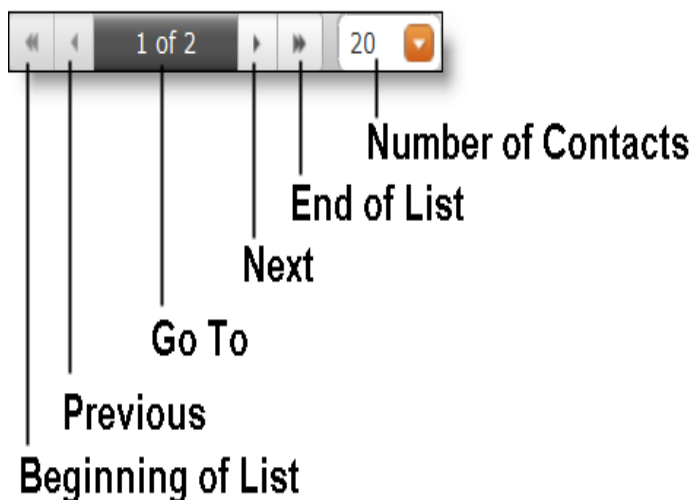 1 of 2 20
Number of Contacts
End of List
Next
Go To
Previous
Beginning of List